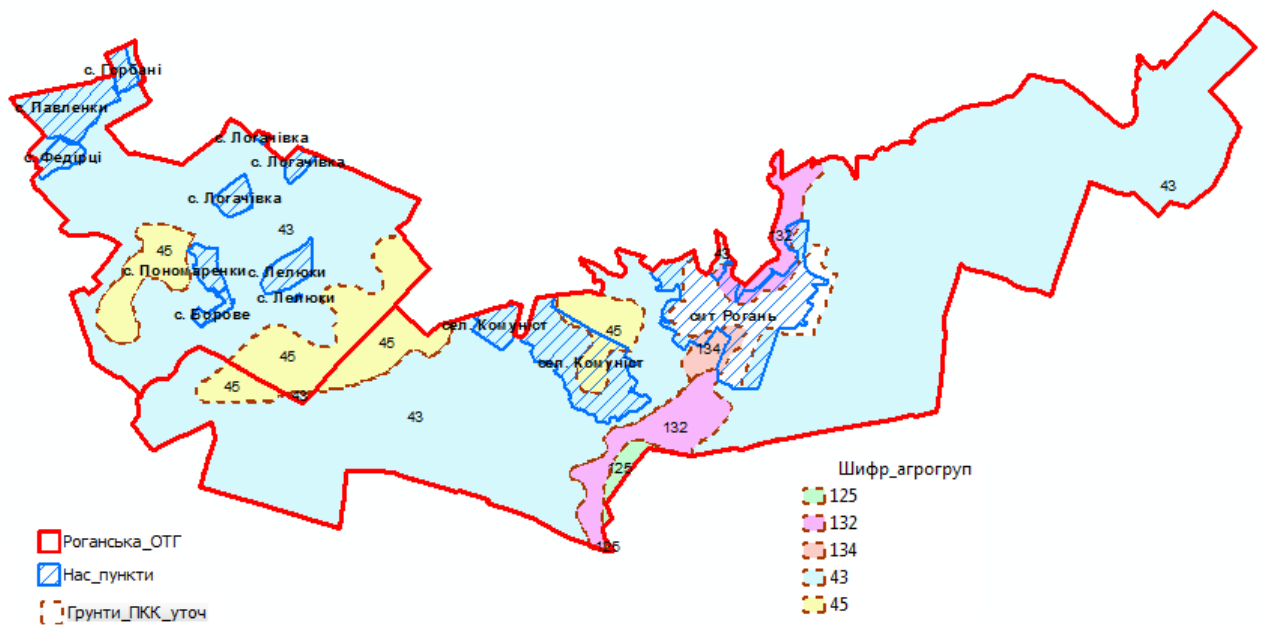 с. Горбані
с. Павленки
с. Федірці
с. Логачівка
с. Логачівка
с. Логачівка
43
43
45
с. Пономаренки
с. Лелюки
с. Лелюки
с. Борове
132
43
смт Рогань
сел. Комуніст
45
45
45
сел. Комуніст
134
45
43
43
132
125
125
Шифр_агрогруп
125
132
134
43
45
Роганська_ОТГ
Нас_пункти
Грунти_ПКК_уточ